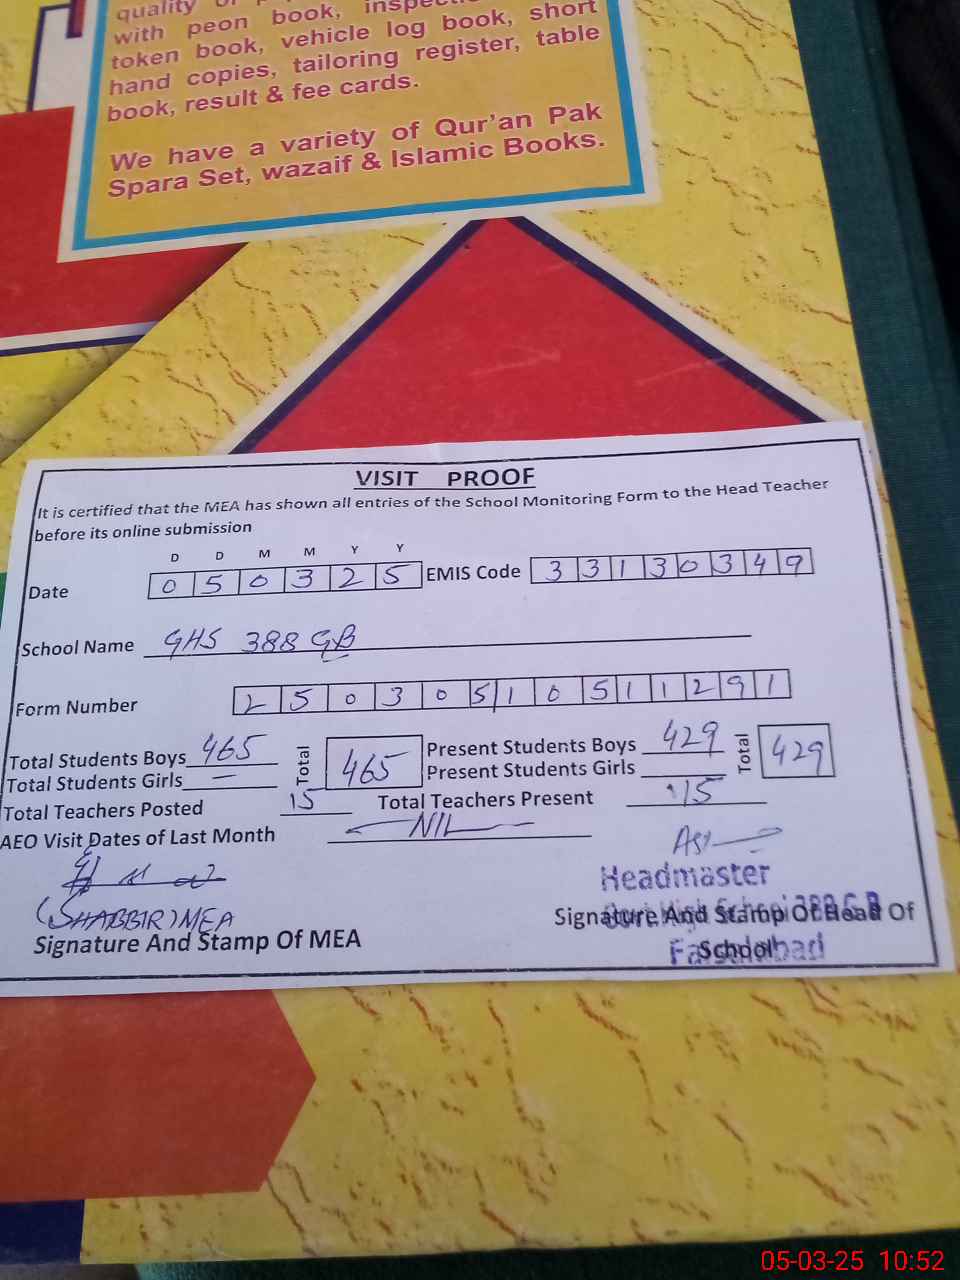 quality of
with peon book,
token book, vehicle log book, short
hand copies, tailoring register, table
book, result & fee cards.
We have a variety of Qur'an Pak
Spara Set, wazaif & Islamic Books.
VISIT PROOF
It is certified that the MEA has shown all entries of the School Monitoring Form to the Head Teacher
before its online submission
D D M M Y Y
Date 0 5 0 3 2 5 EMIS Code 3 3 1 3 0 3 4 9
School Name GHS 388 GB
Form Number 2 5 0 3 0 5 1 0 5 1 1 2 9 1
Total Students Boys 465 Total 465 Present Students Boys 429 Total 429
Total Students Girls — Present Students Girls
Total Teachers Posted 15 Total Teachers Present 15
AEO Visit Dates of Last Month NIL
Headmaster
(SHABBIR) MEA
Signature And Stamp Of Head Of
Signature And Stamp Of MEA
School
Faisalabad
05-03-25 10:52